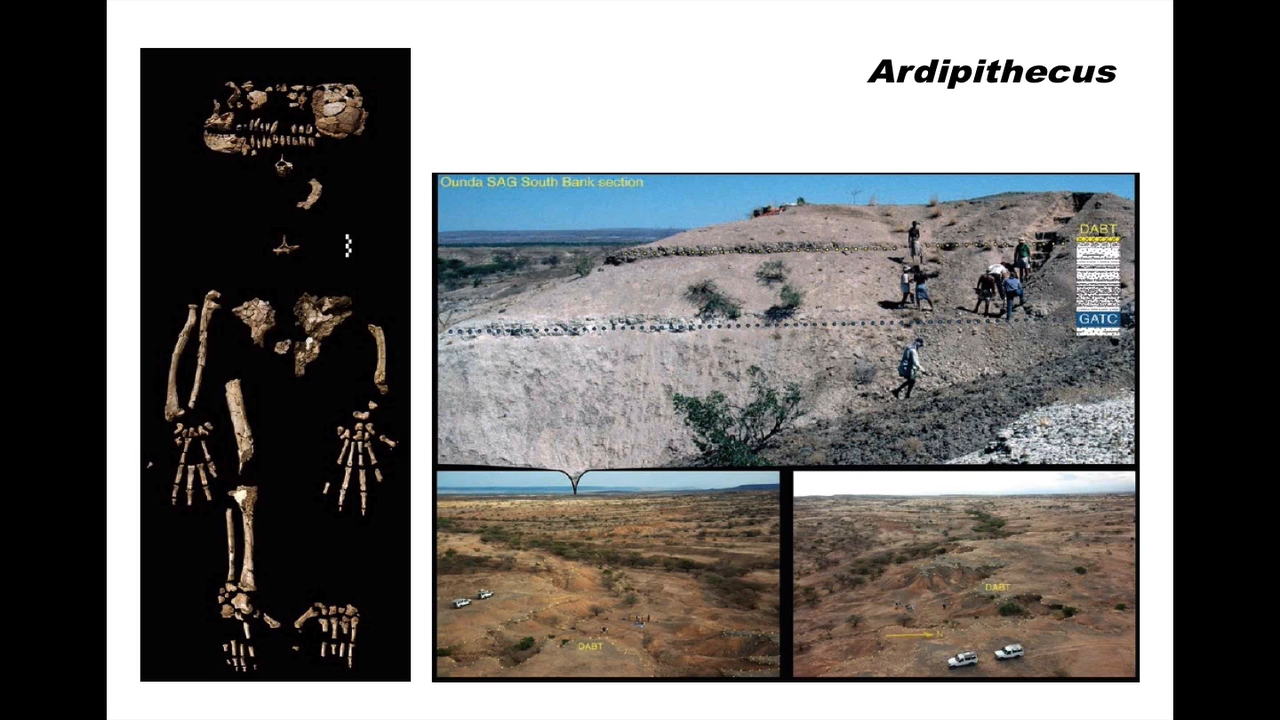 Ardipithecus
Ounda SAG South Bank section
DABT
GATC
DABT
DABT
N